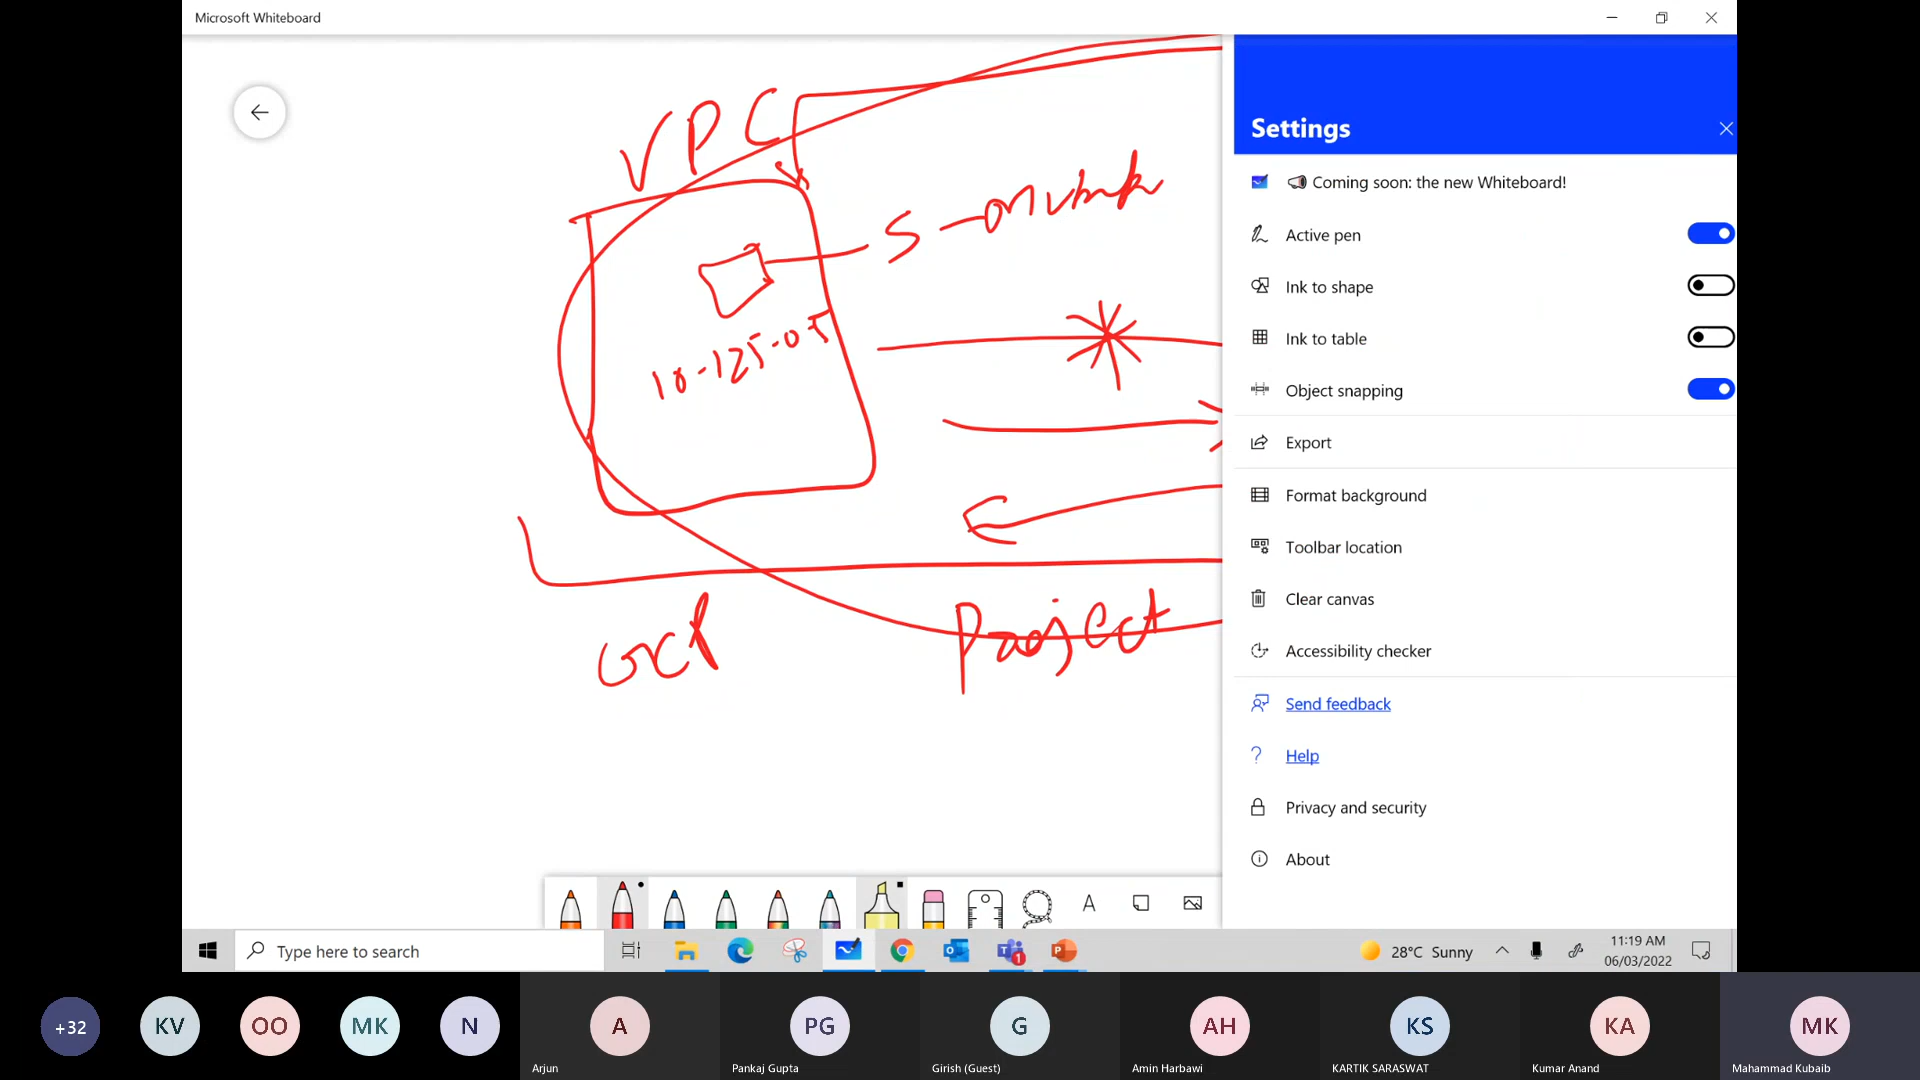 Microsoft Whiteboard
VPC
S
10-125-0
GCP
Project
Settings
Coming soon: the new Whiteboard!
Active pen
Ink to shape
Ink to table
Object snapping
Export
Format background
Toolbar location
Clear canvas
Accessibility checker
Send feedback
? Help
Privacy and security
About
A
Type here to search
1
28°C Sunny
11:19 AM
06/03/2022
+32
KV
OO
MK
N
A
PG
G
AH
KS
KA
MK
Arjun
Pankaj Gupta
Girish (Guest)
Amin Harbawi
KARTIK SARASWAT
Kumar Anand
Mahammad Kubaib